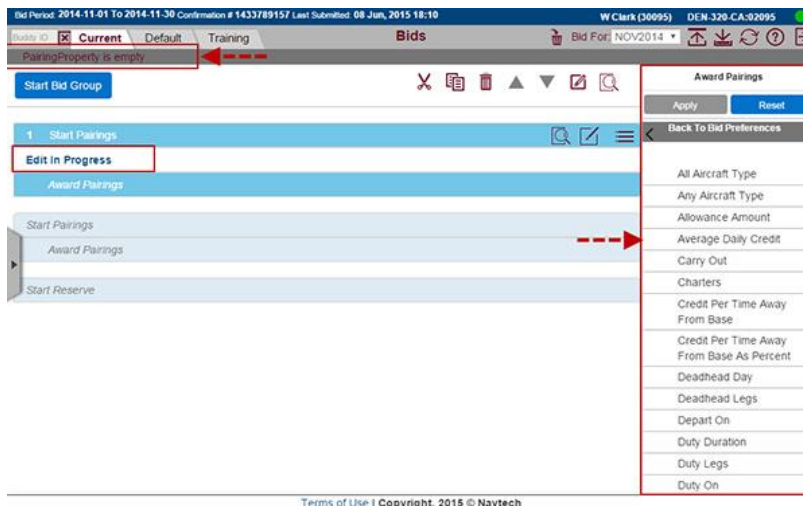 Bid Period: 2014-11-01 To 2014-11-30 Confirmation # 1433789157 Last Submitted: 08 Jun, 2015 18:10 W Clark (30095) DEN-320-CA:02095
Buddy ID Current Default Training Bids Bid For: NOV2014
PairingProperty is empty
Start Bid Group
Award Pairings
Apply Reset
Back To Bid Preferences
1 Start Pairings
Edit In Progress
Award Pairings
Start Pairings
Award Pairings
Start Reserve
All Aircraft Type
Any Aircraft Type
Allowance Amount
Average Daily Credit
Carry Out
Charters
Credit Per Time Away
From Base
Credit Per Time Away
From Base As Percent
Deadhead Day
Deadhead Legs
Depart On
Duty Duration
Duty Legs
Duty On
Terms of Use | Copyright, 2015 © Navtech